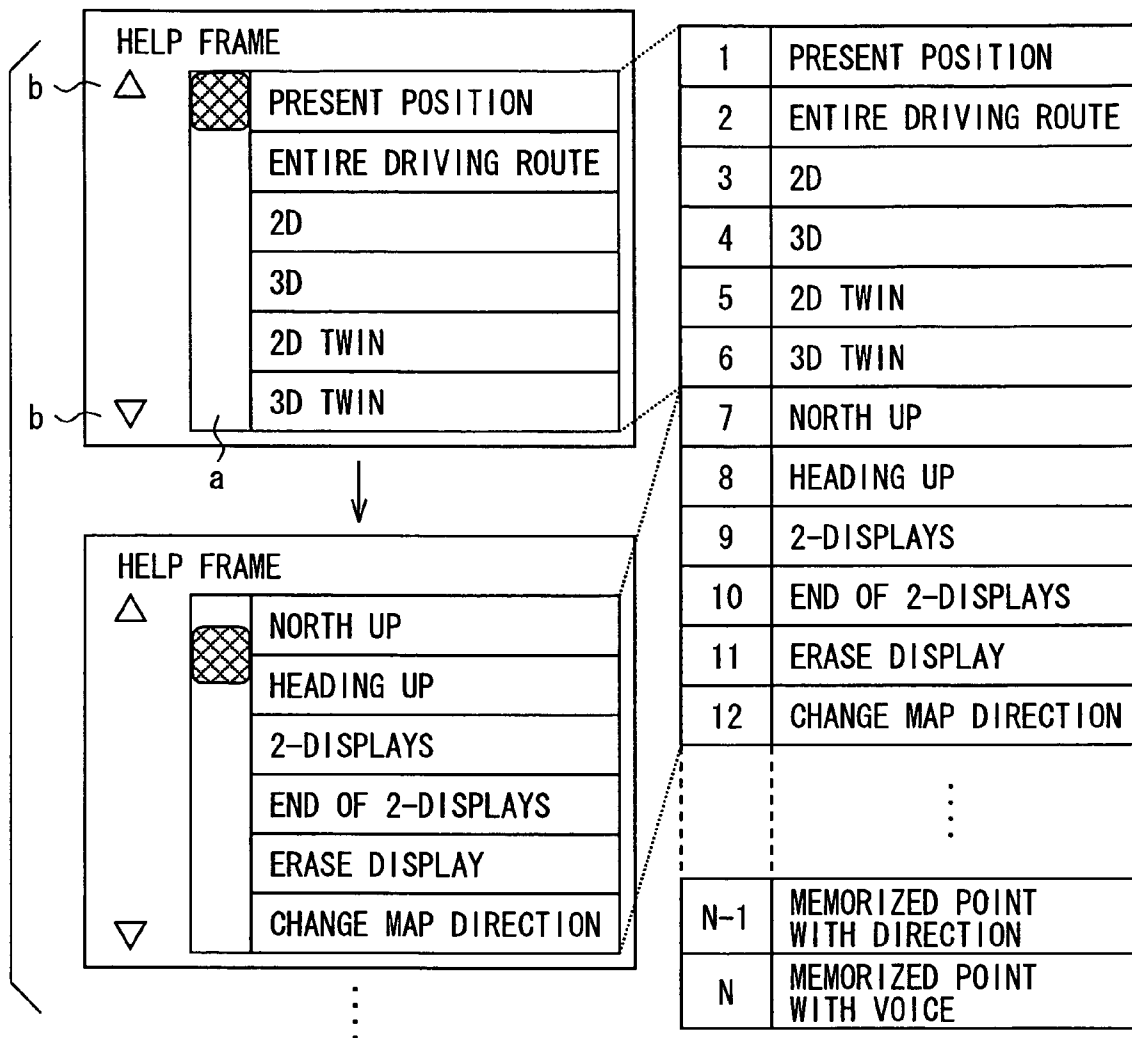 HELP FRAME
b
PRESENT POSITION
ENTIRE DRIVING ROUTE
2D
3D
2D TWIN
b
3D TWIN
a
HELP FRAME
NORTH UP
HEADING UP
2-DISPLAYS
END OF 2-DISPLAYS
ERASE DISPLAY
CHANGE MAP DIRECTION
1 PRESENT POSITION
2 ENTIRE DRIVING ROUTE
3 2D
4 3D
5 2D TWIN
6 3D TWIN
7 NORTH UP
8 HEADING UP
9 2-DISPLAYS
10 END OF 2-DISPLAYS
11 ERASE DISPLAY
12 CHANGE MAP DIRECTION
N-1 MEMORIZED POINT
WITH DIRECTION
N MEMORIZED POINT
WITH VOICE